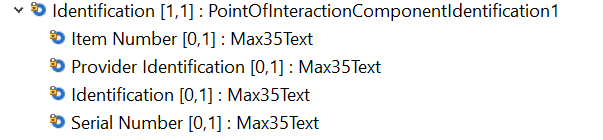 Identification [1,1] : PointOfInteractionComponentIdentification1
Item Number [0,1] : Max35Text
Provider Identification [0,1] : Max35Text
Identification [0,1] : Max35Text
Serial Number [0,1] : Max35Text